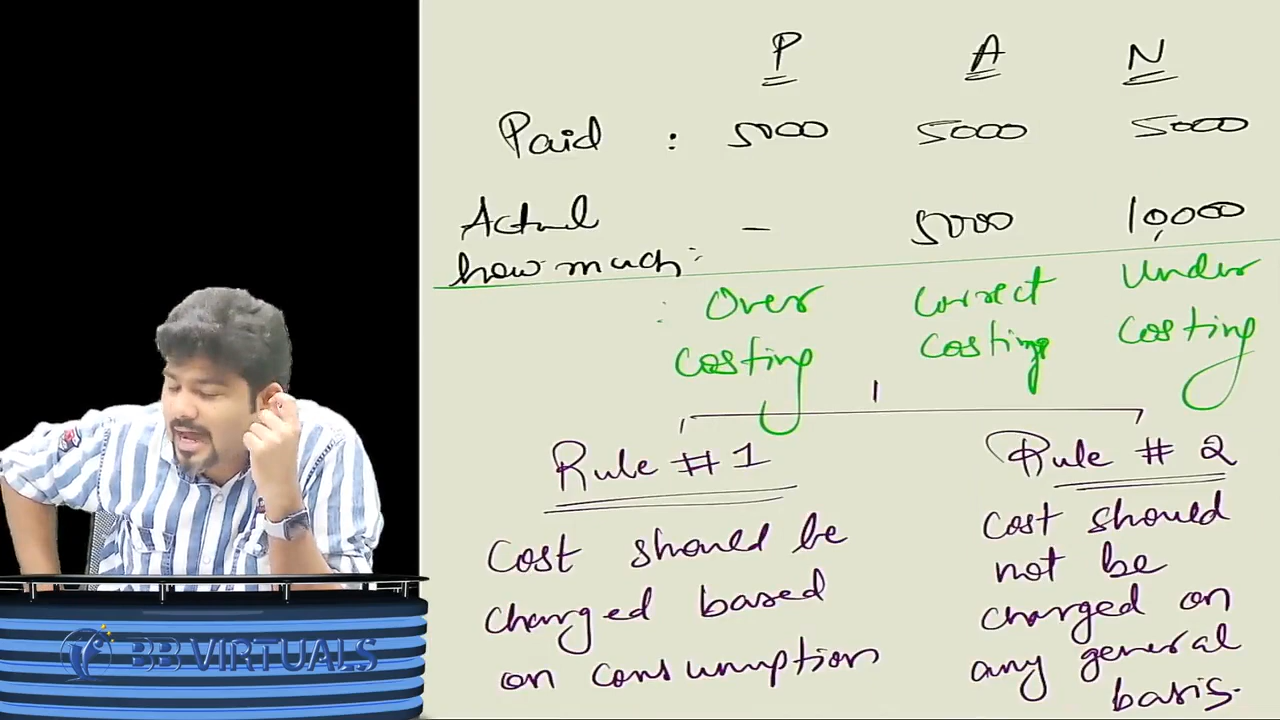 P A N
Paid : 5000 5000 5000
Actual
how much: - 5000 10,000
: Over Correct Under
Costing Costing Costing
Rule #1 Rule # 2
Cost should be
charged based
on consumption
Cost should
not be
charged on
any general
basis.
BB VIRTUALS